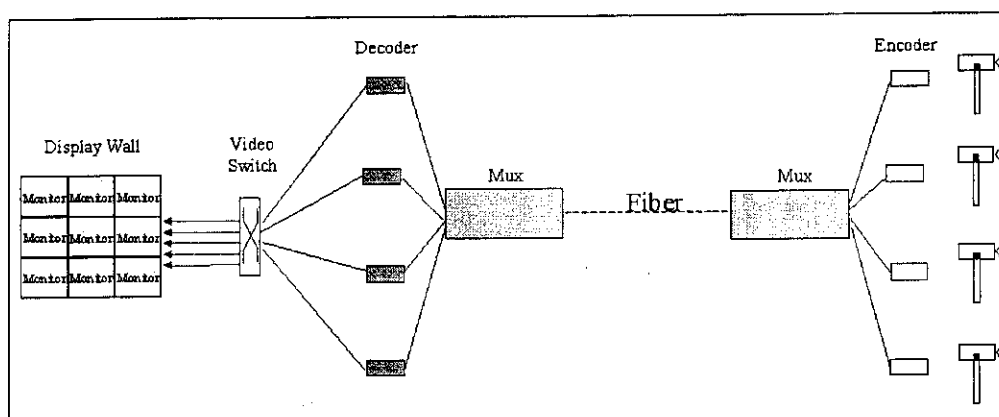 Decoder
Encoder
Display Wall
Video
Switch
Mux
Fiber
Mux
Monitor Monitor Monitor
Monitor Monitor Monitor
Monitor Monitor Monitor